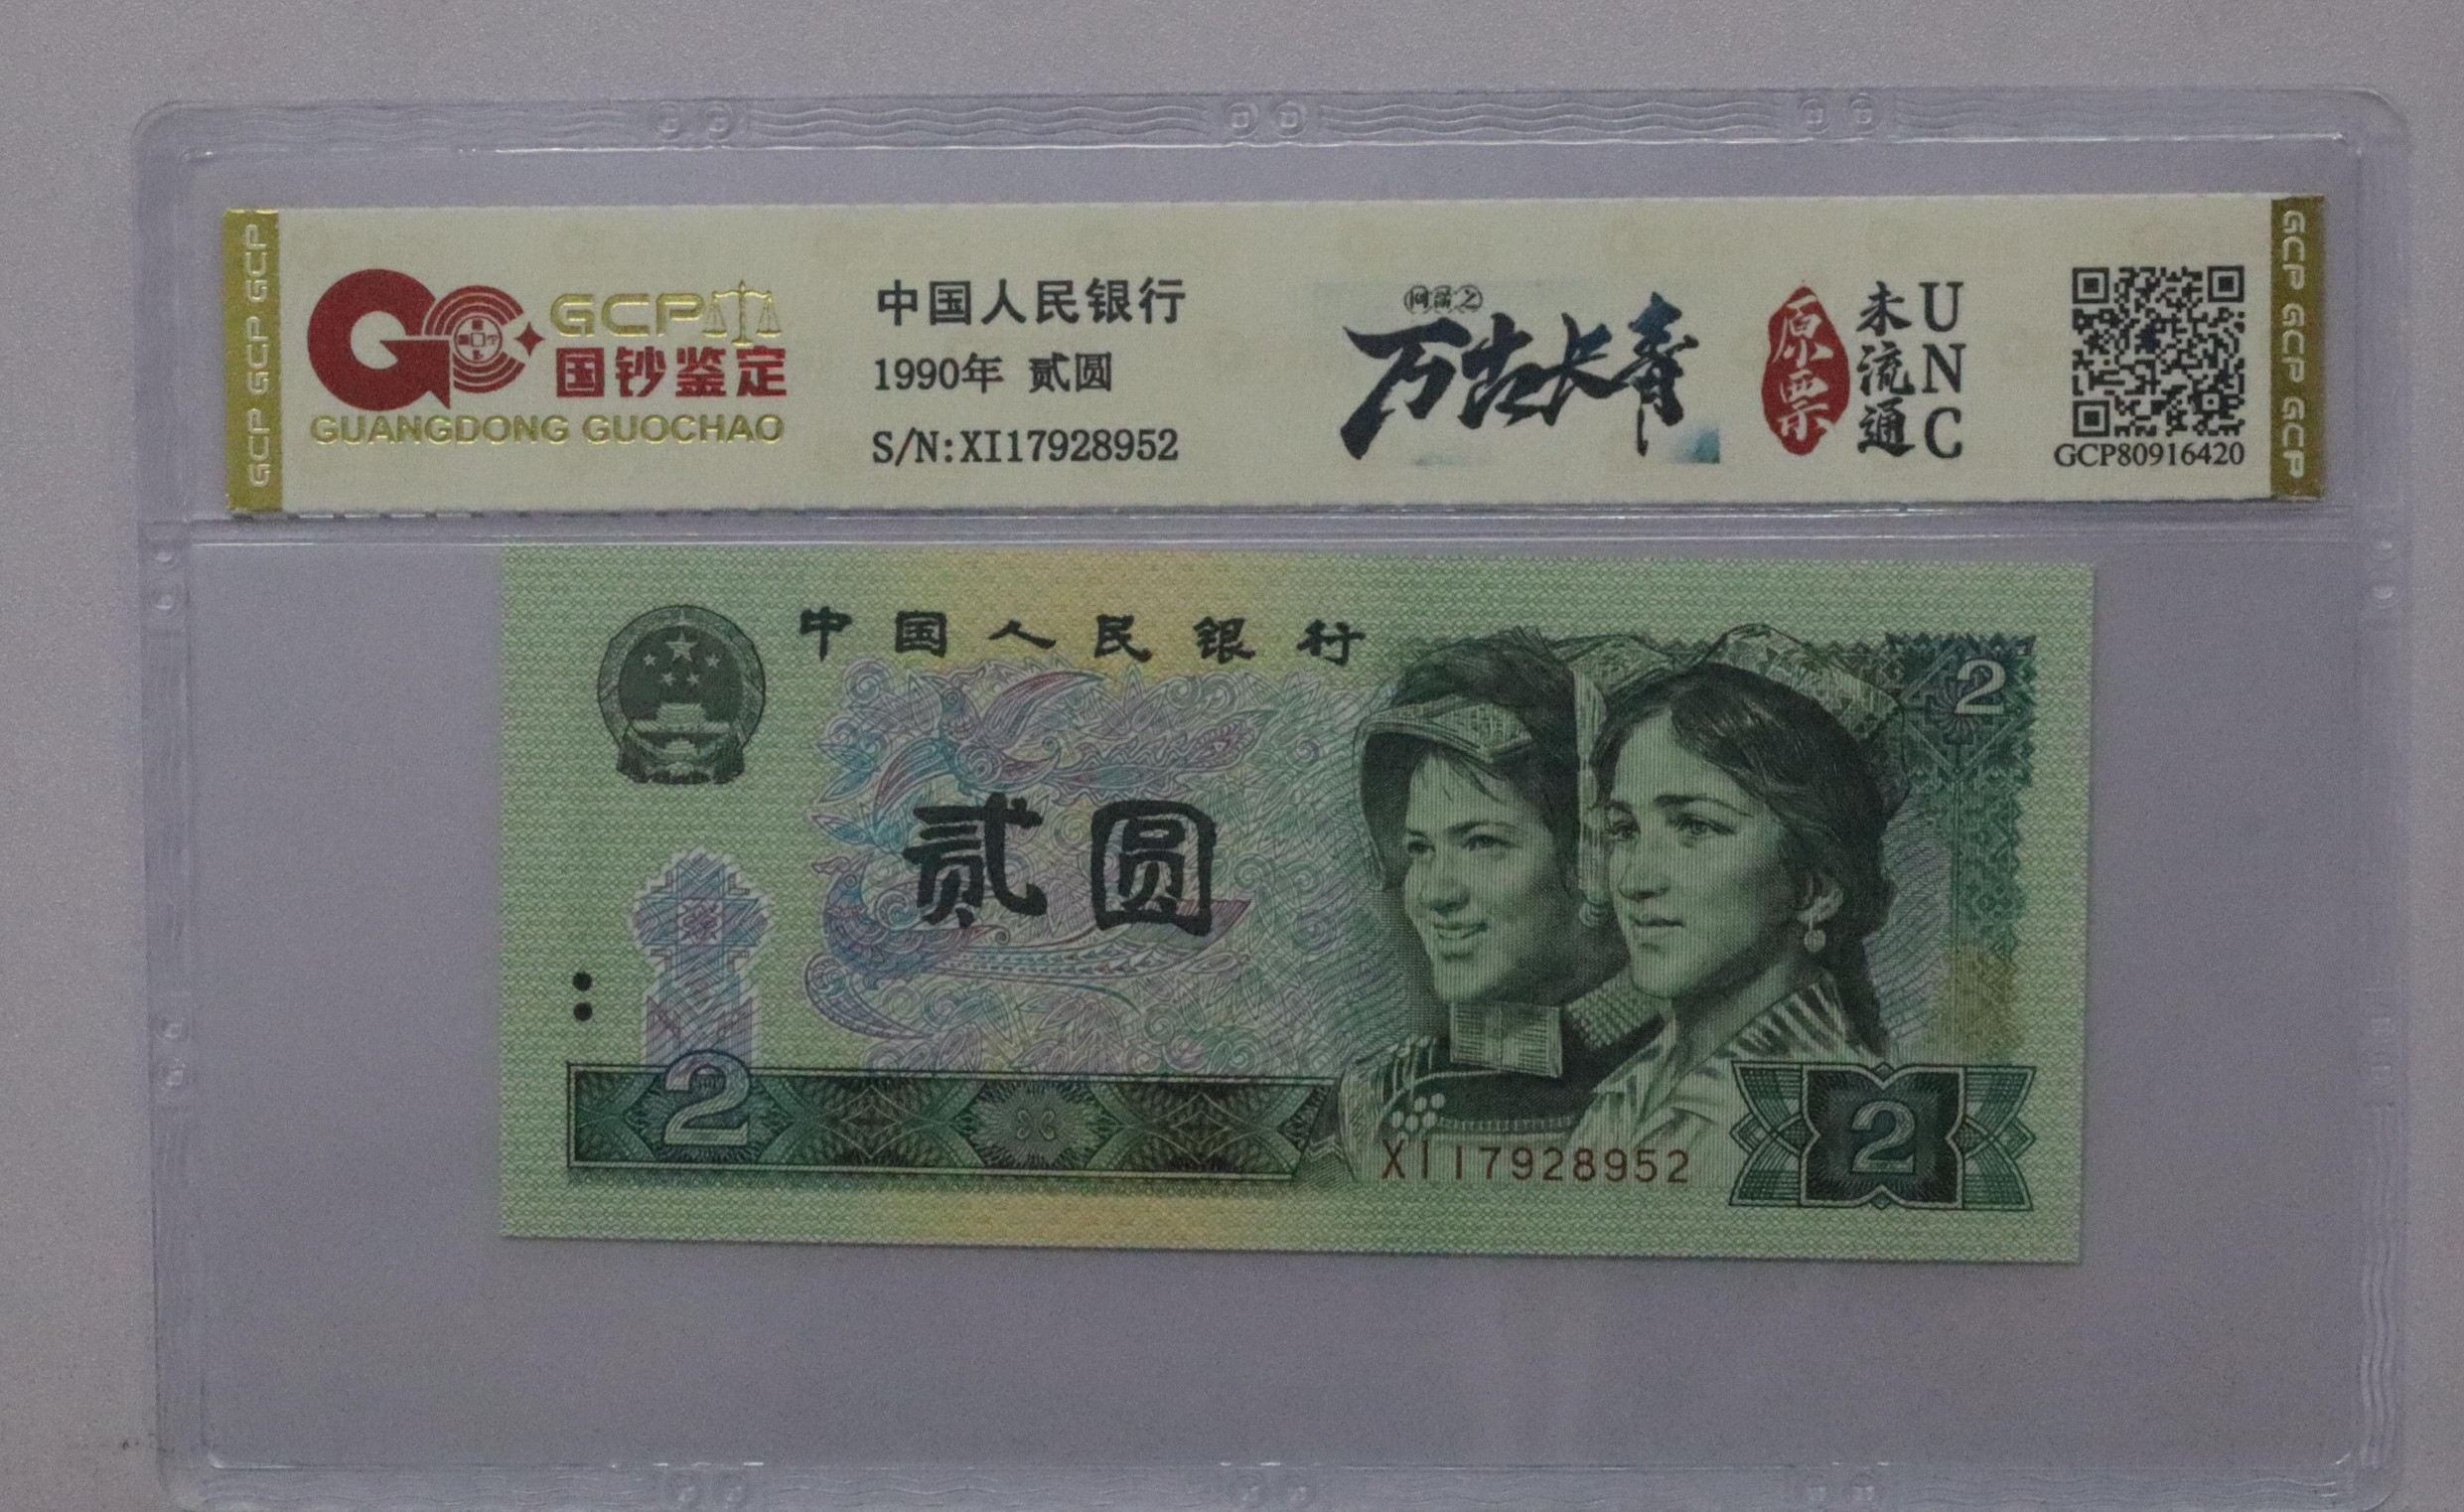 GCP GCP GCP
GCP
国钞鉴定
GUANGDONG GUOCHAO
中国人民银行
1990年 贰圆
S/N:XI17928952
万古长青
原票
未流通
UNC
GCP80916420
GCP GCP GCP
中国人民银行
2
贰圆
2
XI17928952
2